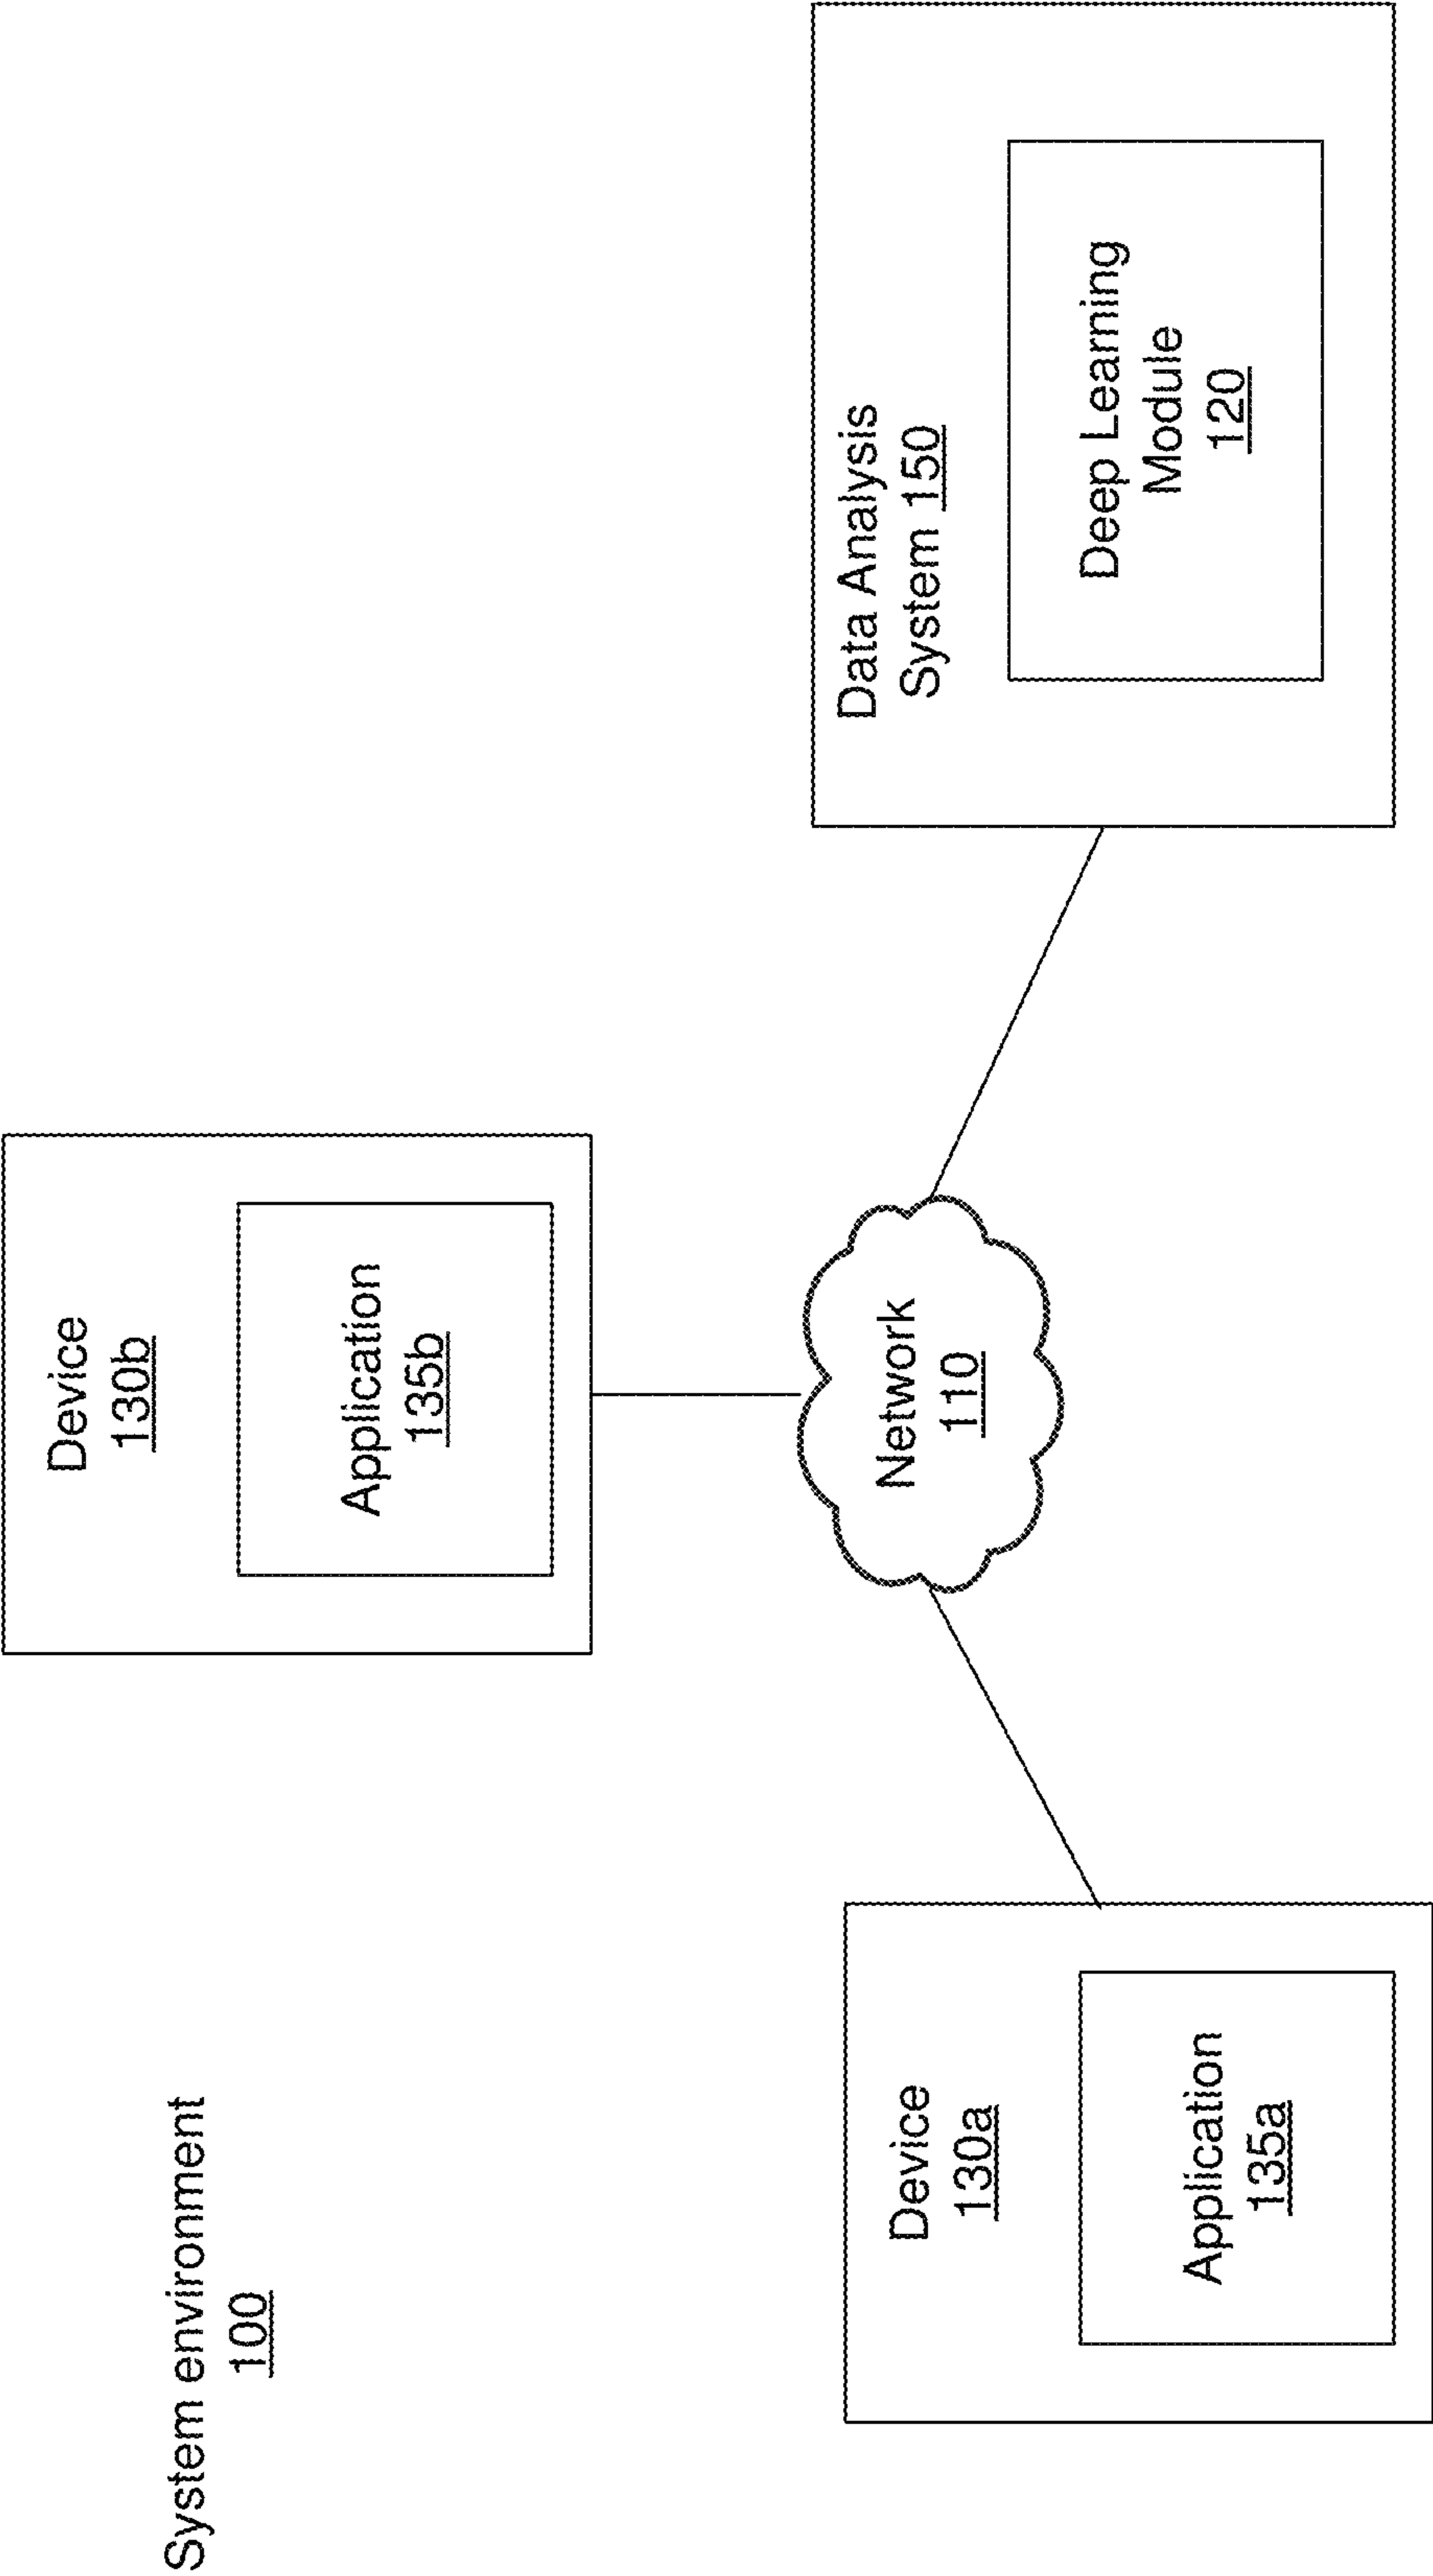 System environment
100
Device
130b
Application
135b
Device
130a
Application
135a
Network
110
Data Analysis
System 150
Deep Learning
Module
120